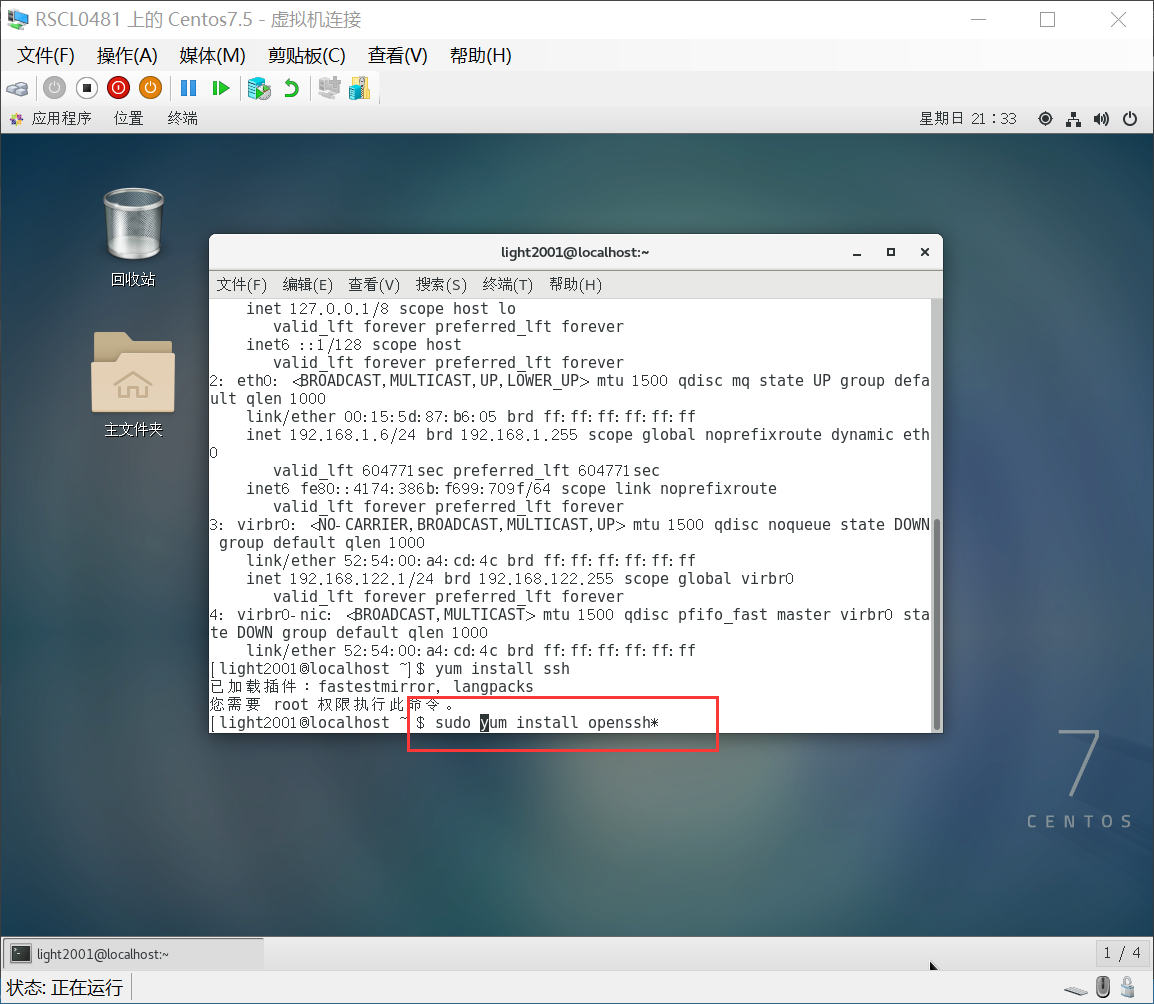 RSCL0481 上的 Centos7.5 - 虚拟机连接
文件(F) 操作(A) 媒体(M) 剪贴板(C) 查看(V) 帮助(H)
应用程序 位置 终端 星期日 21：33
回收站
主文件夹
light2001@localhost:~
文件(F) 编辑(E) 查看(V) 搜索(S) 终端(T) 帮助(H)
inet 127.0.0.1/8 scope host lo
valid_lft forever preferred_lft forever
inet6 ::1/128 scope host
valid_lft forever preferred_lft forever
2: eth0: <BROADCAST,MULTICAST,UP,LOWER_UP> mtu 1500 qdisc mq state UP group defa
ult qlen 1000
link/ether 00:15:5d:87:b6:05 brd ff:ff:ff:ff:ff:ff
inet 192.168.1.6/24 brd 192.168.1.255 scope global noprefixroute dynamic eth
0
valid_lft 604771sec preferred_lft 604771sec
inet6 fe80::4174:386b:f699:709f/64 scope link noprefixroute
valid_lft forever preferred_lft forever
3: virbr0: <NO-CARRIER,BROADCAST,MULTICAST,UP> mtu 1500 qdisc noqueue state DOWN
group default qlen 1000
link/ether 52:54:00:a4:cd:4c brd ff:ff:ff:ff:ff:ff
inet 192.168.122.1/24 brd 192.168.122.255 scope global virbr0
valid_lft forever preferred_lft forever
4: virbr0-nic: <BROADCAST,MULTICAST> mtu 1500 qdisc pfifo_fast master virbr0 sta
te DOWN group default qlen 1000
link/ether 52:54:00:a4:cd:4c brd ff:ff:ff:ff:ff:ff
[light2001@localhost ~]$ yum install ssh
已加载插件：fastestmirror, langpacks
您需要 root 权限执行此命令。
[light2001@localhost ~$ sudo yum install openssh*
7
CENTOS
light2001@localhost:~
1 / 4
状态: 正在运行